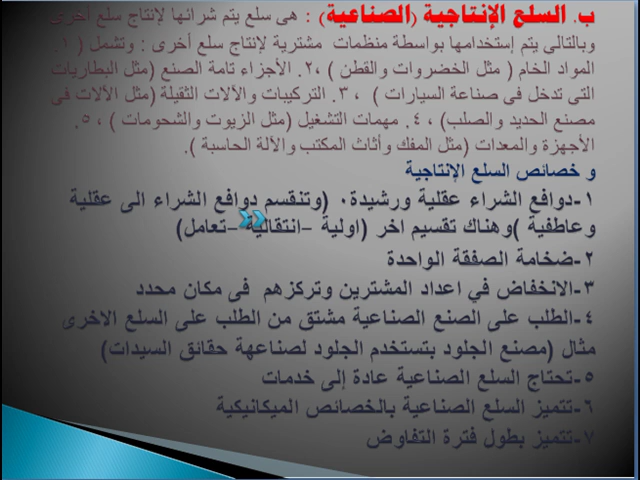 ب. السلع الإنتاجية (الصناعية) : هى سلع يتم شرائها لإنتاج سلع أخرى
وبالتالى يتم إستخدامها بواسطة منظمات مشترية لإنتاج سلع أخرى : وتشمل ( ١.
المواد الخام ( مثل الخضروات والقطن ) ،٢. الأجزاء تامة الصنع (مثل البطاريات
التى تدخل فى صناعة السيارات ) ، ٣. التركيبات والآلات الثقيلة (مثل الآلات فى
مصنع الحديد والصلب) ، ٤. مهمات التشغيل (مثل الزيوت والشحومات ) ، ٥.
الأجهزة والمعدات (مثل المفك وأثاث المكتب والآلة الحاسبة ).
و خصائص السلع الإنتاجية
١-دوافع الشراء عقلية ورشيدة٠ (وتنقسم دوافع الشراء الى عقلية
وعاطفية )وهناك تقسيم اخر (اولية –انتقالية –تعامل)
٢-ضخامة الصفقة الواحدة
٣-الانخفاض في اعداد المشترين وتركزهم فى مكان محدد
٤-الطلب على الصنع الصناعية مشتق من الطلب على السلع الاخرى
مثال (مصنع الجلود بتستخدم الجلود لصناعهة حقائق السيدات)
٥-تحتاج السلع الصناعية عادة إلى خدمات
٦-تتميز السلع الصناعية بالخصائص الميكانيكية
٧-تتميز بطول فترة التفاوض